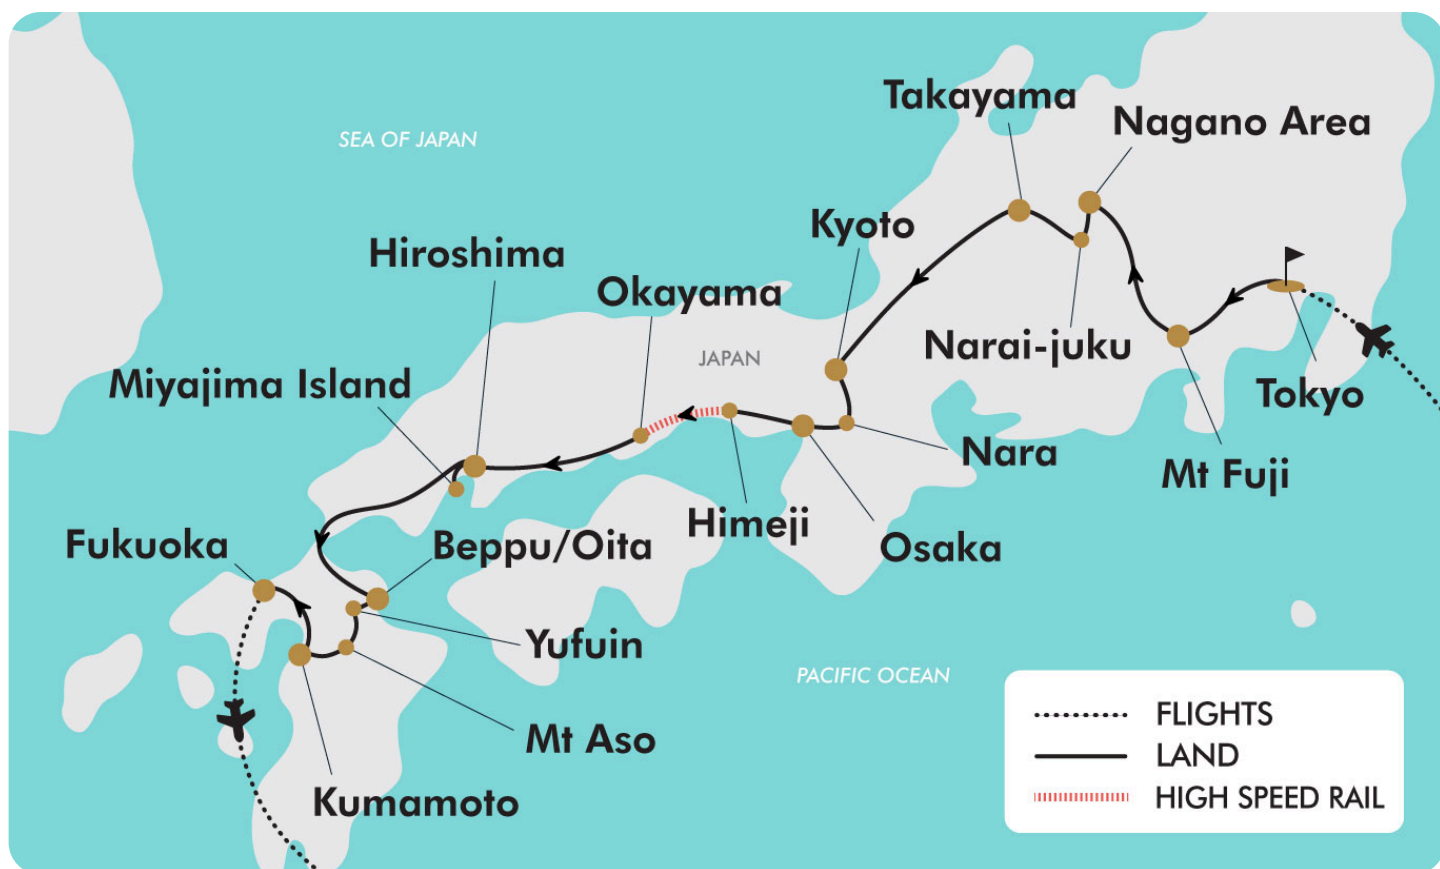 Takayama
Nagano Area
SEA OF JAPAN
Kyoto
Hiroshima
Okayama
Narai-juku
JAPAN
Miyajima Island
Tokyo
Nara
Mt Fuji
Himeji
Fukuoka
Beppu/Oita
Osaka
Yufuin
PACIFIC OCEAN
Mt Aso
Kumamoto
FLIGHTS
LAND
HIGH SPEED RAIL